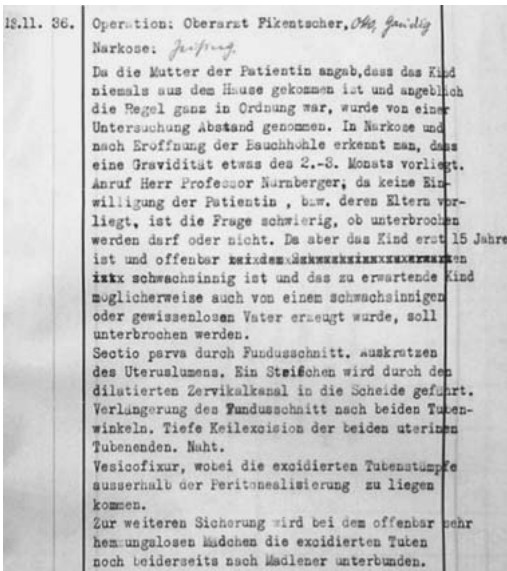 13.11. 36. Operation: Oberarzt Fikentscher,
Narkose:
Da die Mutter der Patientin angab,dass das Kind
niemals aus dem Hause gekommen ist und angeblich
die Regel ganz in Ordnung war, wurde von einer
Untersuchung Abstand genommen. In Narkose und
nach Eröffnung der Bauchhöhle erkennt man, dass
eine Gravidität etwas des 2.-3. Monats vorliegt.
Anruf Herr Professor Nürnberger; da keine Ein-
willigung der Patientin , bzw. deren Eltern vor-
liegt, ist die Frage schwierig, ob unterbrochen
werden darf oder nicht. Da aber das Kind erst 15 Jahre
ist und offenbar
schwachsinnig ist und das zu erwartende Kind
möglicherweise auch von einem schwachsinnigen
oder gewissenlosen Vater erzeugt wurde, soll
unterbrochen werden.
Sectio parva durch Fundusschnitt. Auskratzen
des Uteruslumens. Ein Streifchen wird durch den
dilatierten Zervikalkanal in die Scheide geführt.
Verlängerung des Fundusschnitt nach beiden Tuben-
winkeln. Tiefe Keilexcision der beiden uterinen
Tubenenden. Naht.
Vesicofixur, wobei die excidierten Tubenstümpfe
ausserhalb der Peritonealisierung zu liegen
kommen.
Zur weiteren Sicherung wird bei dem offenbar sehr
hemmungslosen Mädchen die excidierten Tuben
noch beiderseits nach Madlener unterbunden.